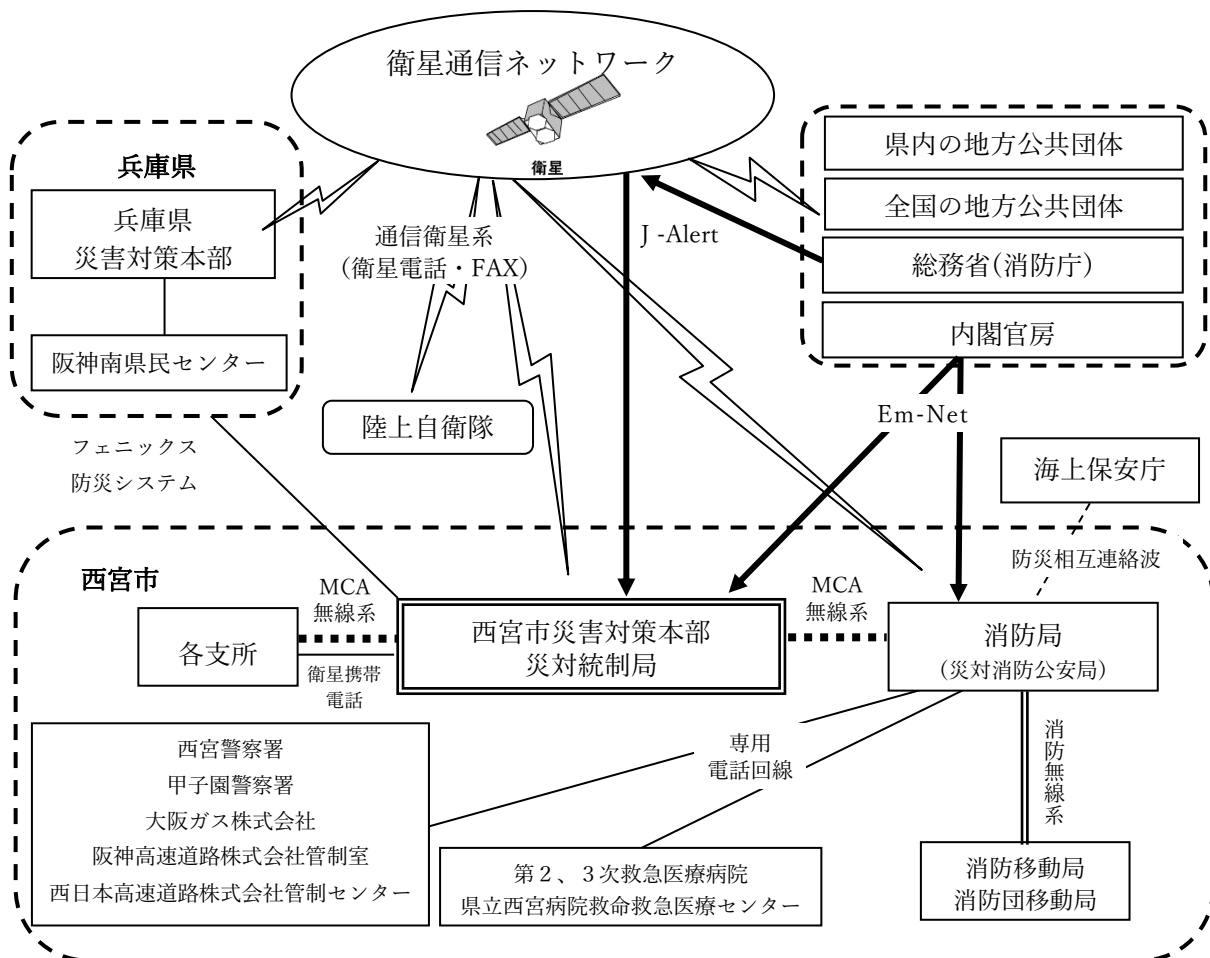 衛星通信ネットワーク
衛星
兵庫県
兵庫県
災害対策本部
阪神南県民センター
県内の地方公共団体
全国の地方公共団体
総務省(消防庁)
内閣官房
通信衛星系
(衛星電話・FAX)
J -Alert
陸上自衛隊
Em-Net
フェニックス
防災システム
海上保安庁
防災相互連絡波
西宮市
MCA
無線系
各支所
衛星携帯
電話
西宮市災害対策本部
災対統制局
MCA
無線系
消防局
(災対消防公安局)
西宮警察署
甲子園警察署
大阪ガス株式会社
阪神高速道路株式会社管制室
西日本高速道路株式会社管制センター
専用
電話回線
第２、３次救急医療病院
県立西宮病院救命救急医療センター
消防無線系
消防移動局
消防団移動局